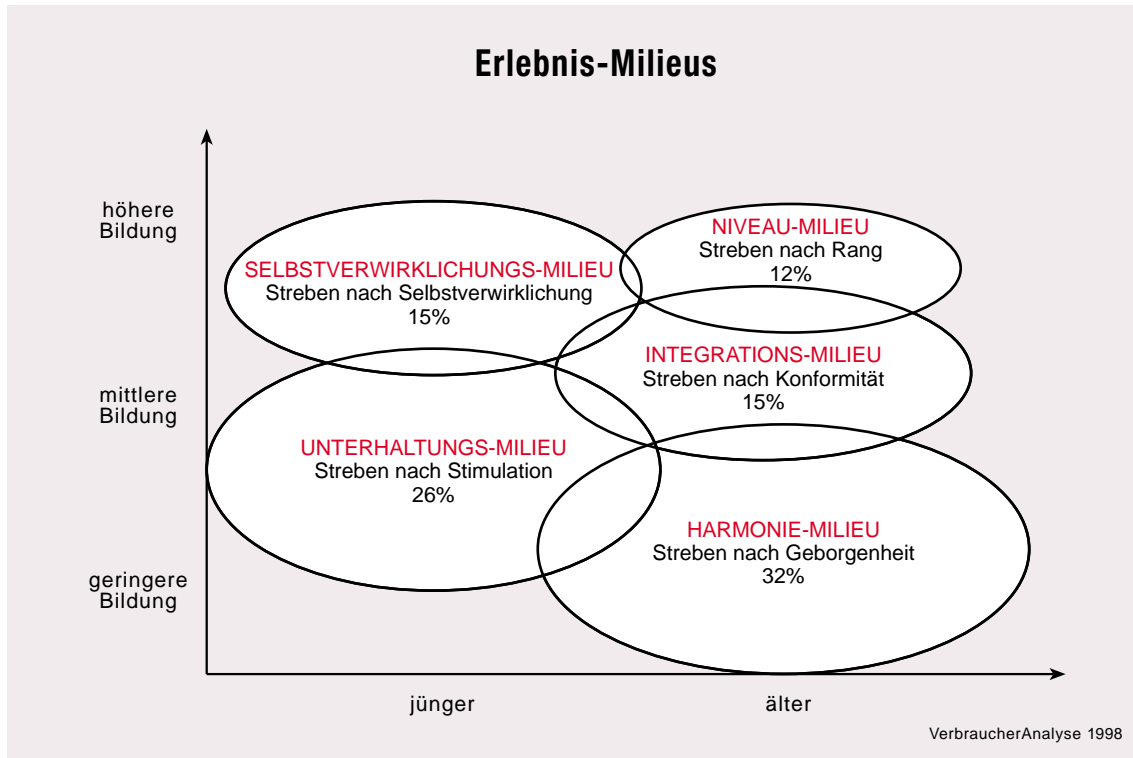 Erlebnis-Milieus
höhere
Bildung
mittlere
Bildung
geringere
Bildung
SELBSTVERWIRKLICHUNGS-MILIEU
Streben nach Selbstverwirklichung
15%
NIVEAU-MILIEU
Streben nach Rang
12%
INTEGRATIONS-MILIEU
Streben nach Konformität
15%
UNTERHALTUNGS-MILIEU
Streben nach Stimulation
26%
HARMONIE-MILIEU
Streben nach Geborgenheit
32%
jünger
älter
VerbraucherAnalyse 1998